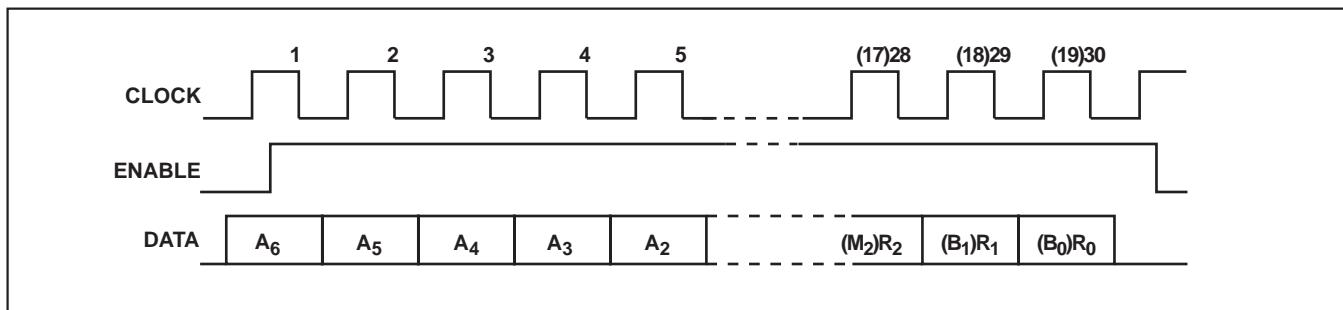 1 2 3 4 5 (17)28 (18)29 (19)30
CLOCK
ENABLE
DATA A6 A5 A4 A3 A2 (M2)R2 (B1)R1 (B0)R0